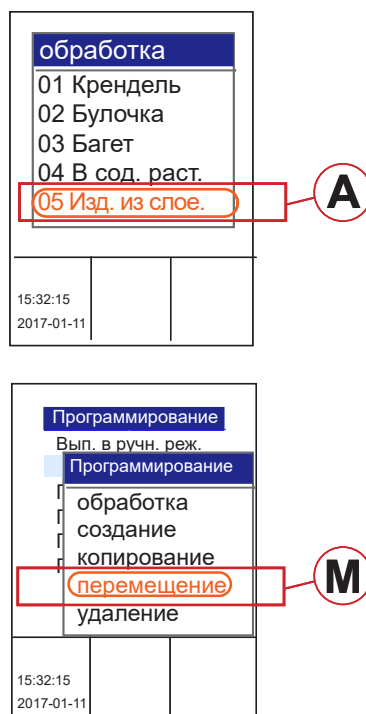 обработка
01 Крендель
02 Булочка
03 Багет
04 В сод. раст.
05 Изд. из слое.
A
15:32:15
2017-01-11
Программирование
Вып. в ручн. реж.
Программирование
обработка
создание
копирование
перемещение
удаление
M
15:32:15
2017-01-11